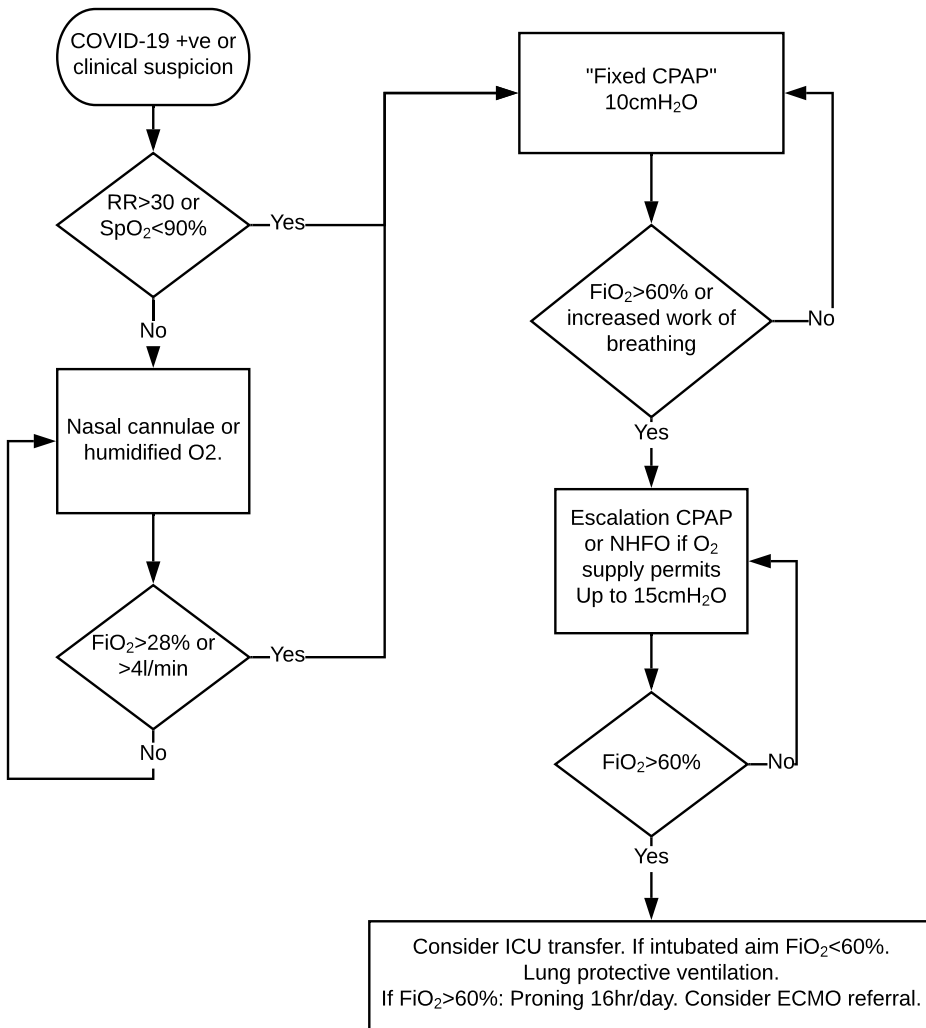 COVID-19 +ve or
clinical suspicion
RR>30 or
SpO₂<90%
Yes
No
Nasal cannulae or
humidified O2.
FiO₂>28% or
>4l/min
Yes
No
"Fixed CPAP"
10cmH₂O
FiO₂>60% or
increased work of
breathing
No
Yes
Escalation CPAP
or NHFO if O₂
supply permits
Up to 15cmH₂O
FiO₂>60%
No
Yes
Consider ICU transfer. If intubated aim FiO₂<60%.
Lung protective ventilation.
If FiO₂>60%: Proning 16hr/day. Consider ECMO referral.